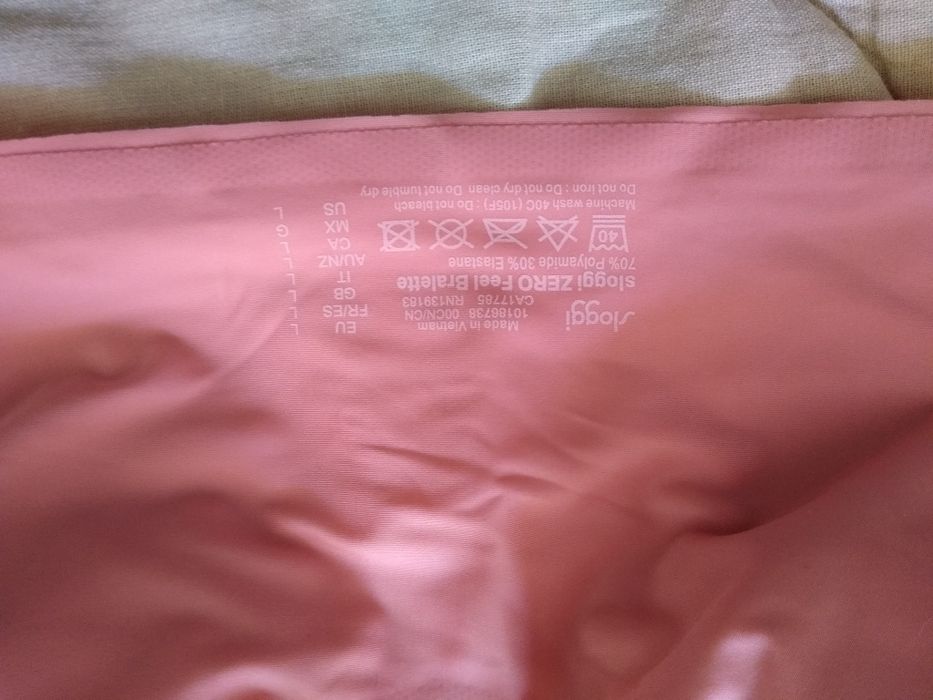 sloggi
Made in Vietnam
10186738 00CN/CN
CA17785 RN139183
sloggi ZERO Feel Bralette
70% Polyamide 30% Elastane
40
Machine wash 40C (105F) : Do not bleach
Do not iron : Do not dry clean Do not tumble dry
EU L
FR/ES L
GB L
IT L
AU/NZ L
CA L
MX G
US L